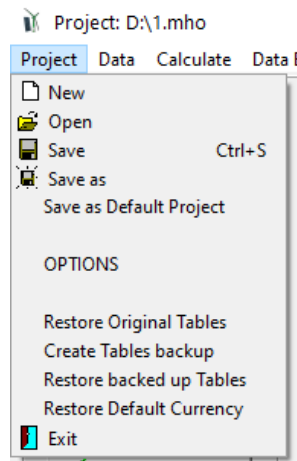 Project: D:\1.mho
Project Data Calculate Data
New
Open
Save Ctrl+S
Save as
Save as Default Project
OPTIONS
Restore Original Tables
Create Tables backup
Restore backed up Tables
Restore Default Currency
Exit